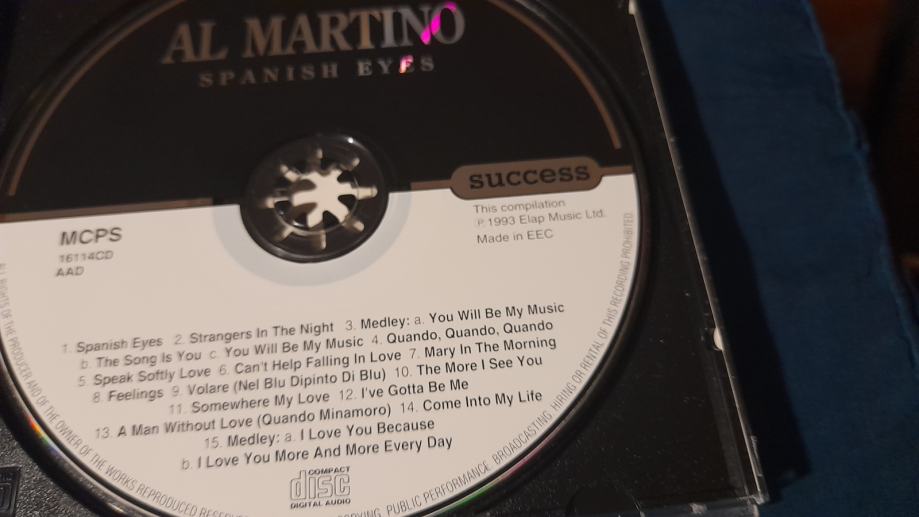 AL MARTINO
SPANISH EYES
success
This compilation
℗ 1993 Elap Music Ltd.
Made in EEC
MCPS
16114CD
AAD
1. Spanish Eyes 2. Strangers In The Night 3. Medley: a. You Will Be My Music
b. The Song Is You c. You Will Be My Music 4. Quando, Quando, Quando
5. Speak Softly Love 6. Can't Help Falling In Love 7. Mary In The Morning
8. Feelings 9. Volare (Nel Blu Dipinto Di Blu) 10. The More I See You
11. Somewhere My Love 12. I've Gotta Be Me
13. A Man Without Love (Quando Minamoro) 14. Come Into My Life
15. Medley: a. I Love You Because
b. I Love You More And More Every Day
COMPACT
disc
DIGITAL AUDIO
ALL RIGHTS OF THE PRODUCER AND OF THE OWNER OF THE WORKS REPRODUCED PUBLIC PERFORMANCE, BROADCASTING, HIRING OR RENTAL OF THIS RECORDING PROHIBITED.